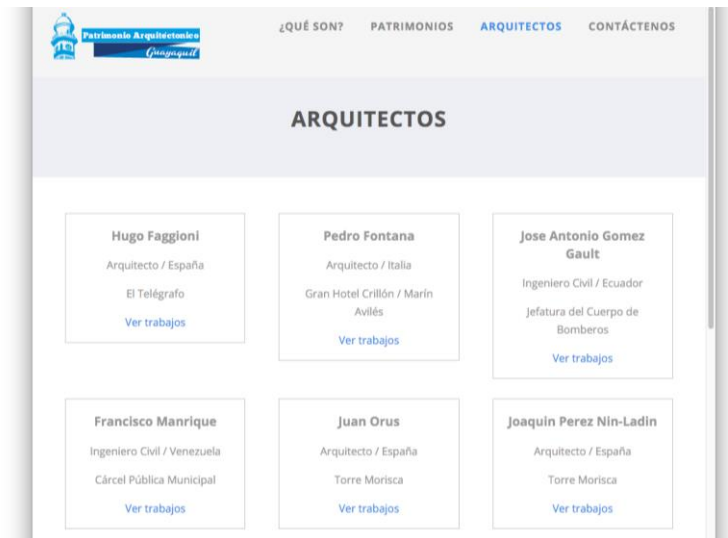 Patrimonio Arquitectonico
Guayaquil
¿QUÉ SON? PATRIMONIOS ARQUITECTOS CONTÁCTENOS
ARQUITECTOS
Hugo Faggioni
Arquitecto / España
El Telégrafo
Ver trabajos
Pedro Fontana
Arquitecto / Italia
Gran Hotel Crillón / Marín
Avilés
Ver trabajos
Jose Antonio Gomez
Gault
Ingeniero Civil / Ecuador
Jefatura del Cuerpo de
Bomberos
Ver trabajos
Francisco Manrique
Ingeniero Civil / Venezuela
Cárcel Pública Municipal
Ver trabajos
Juan Orus
Arquitecto / España
Torre Morisca
Ver trabajos
Joaquin Perez Nin-Ladin
Arquitecto / España
Torre Morisca
Ver trabajos